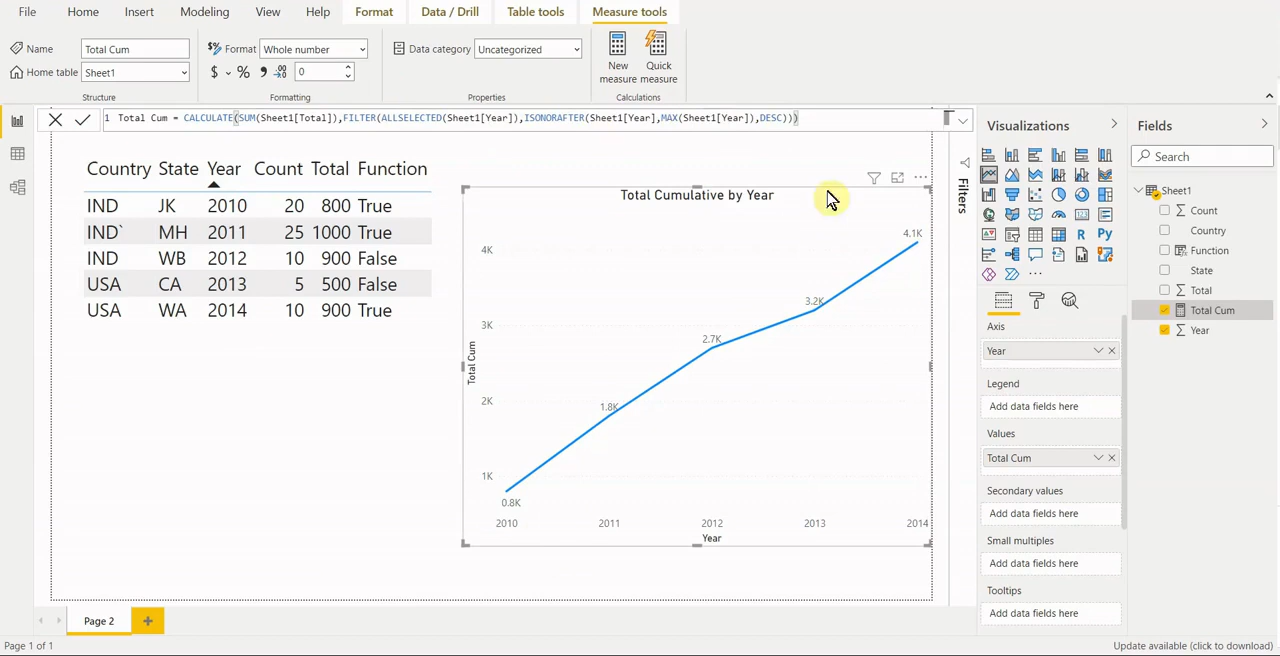 File Home Insert Modeling View Help Format Data / Drill Table tools Measure tools
Name Total Cum
Home table Sheet1
Structure
$% Format Whole number
$ % 9 .00 0
Formatting
Data category Uncategorized
Properties
New measure
Quick measure
Calculations
1 Total Cum = CALCULATE(SUM(Sheet1[Total]),FILTER(ALLSELECTED(Sheet1[Year]),ISONORAFTER(Sheet1[Year],MAX(Sheet1[Year]),DESC)))
Country State Year Count Total Function
IND JK 2010 20 800 True
IND` MH 2011 25 1000 True
IND WB 2012 10 900 False
USA CA 2013 5 500 False
USA WA 2014 10 900 True
Total Cumulative by Year
4.1K
4K
3.2K
3K
2.7K
Total Cum
2K
1.8K
1K
0.8K
2010 2011 2012 2013 2014
Year
Filters
Visualizations
R Py
123
Axis
Year
Legend
Add data fields here
Values
Total Cum
Secondary values
Add data fields here
Small multiples
Add data fields here
Tooltips
Add data fields here
Fields
Search
Sheet1
Count
Country
Function
State
Total
Total Cum
Year
Page 2
Page 1 of 1
Update available (click to download)